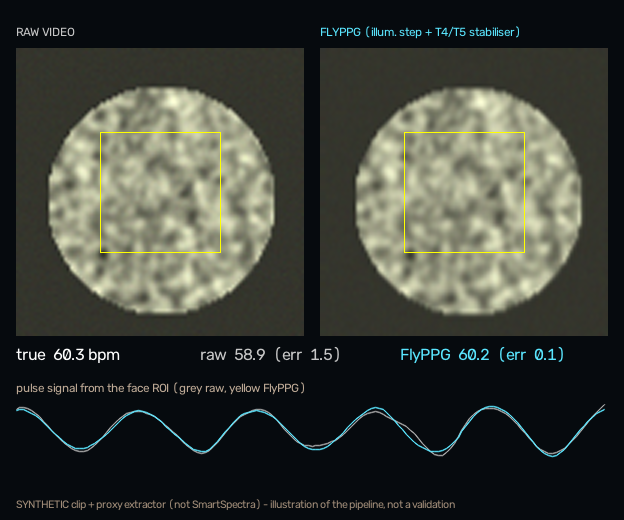 RAW VIDEO
FLYPPG (illum. step + T4/T5 stabiliser)
true 60.3 bpm
raw 58.9 (err 1.5)
FlyPPG 60.2 (err 0.1)
pulse signal from the face ROI (grey raw, yellow FlyPPG)
SYNTHETIC clip + proxy extractor (not SmartSpectra) - illustration of the pipeline, not a validation